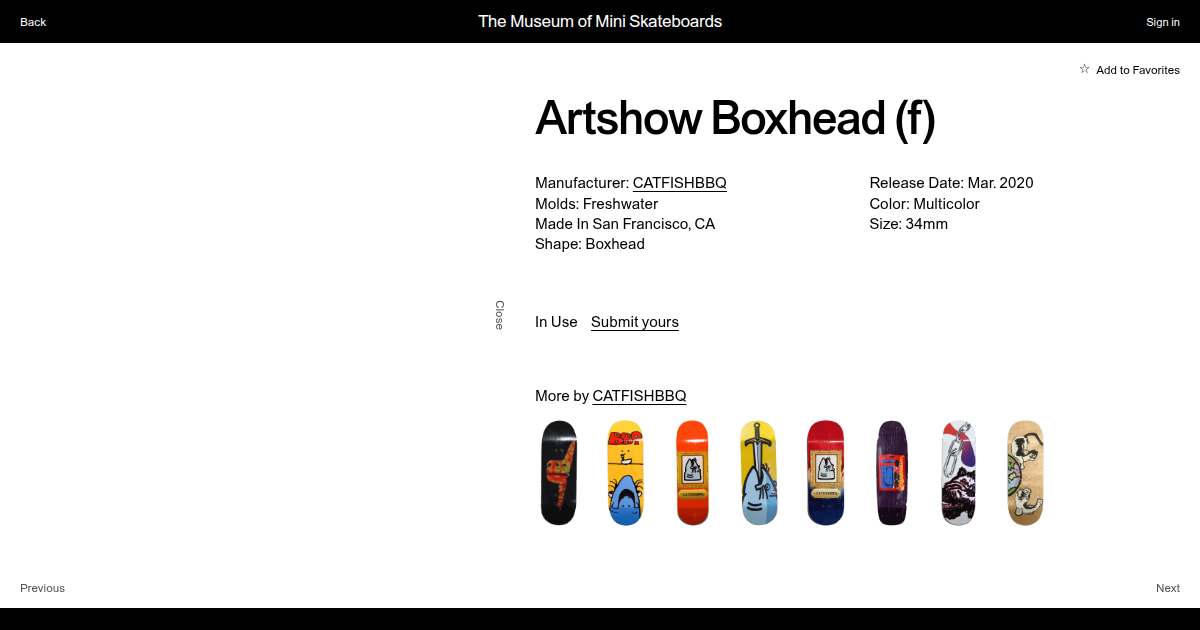 Back
The Museum of Mini Skateboards
Sign in
☆ Add to Favorites
Artshow Boxhead (f)
Manufacturer: CATFISHBBQ
Molds: Freshwater
Made In San Francisco, CA
Shape: Boxhead
Release Date: Mar. 2020
Color: Multicolor
Size: 34mm
Close
In Use Submit yours
More by CATFISHBBQ
Previous
Next